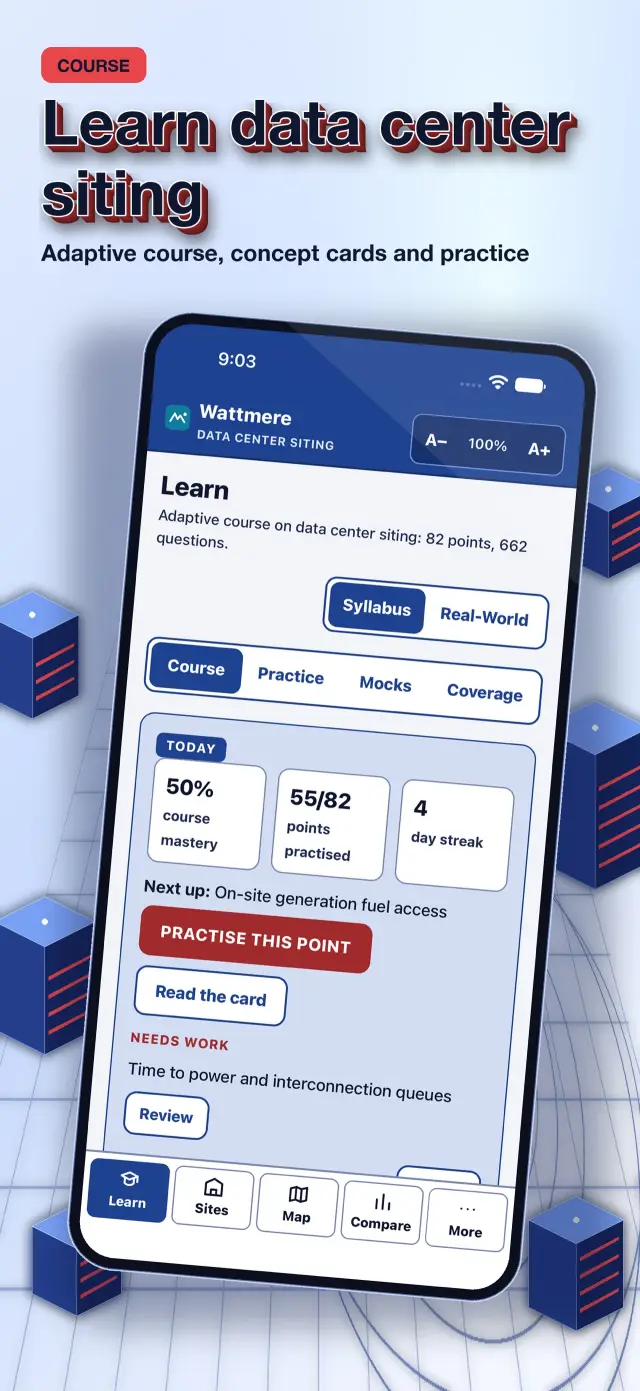 COURSE
Learn data center
siting
Adaptive course, concept cards and practice
9:03
Wattmere
DATA CENTER SITING
A− 100% A+
Learn
Adaptive course on data center siting: 82 points, 662
questions.
Syllabus Real-World
Course Practice Mocks Coverage
TODAY
50%
course
mastery
55/82
points
practised
4
day streak
Next up: On-site generation fuel access
PRACTISE THIS POINT
Read the card
NEEDS WORK
Time to power and interconnection queues
Review
Learn Sites Map Compare More